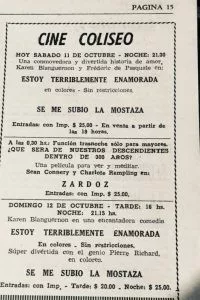 PAGINA 15
CINE COLISEO
HOY SABADO 11 DE OCTUBRE - NOCHE: 21.00
Una conmovedora y divertida historia de amor,
Karen Blanguernon y Fréderic de Pasquale en:
ESTOY TERRIBLEMENTE ENAMORADA
en colores - Sin restricciones
SE ME SUBIO LA MOSTAZA
Entradas: con Imp. $ 25.00 - En venta a partir de
las 18 horas.
A las 0,30 hs.: Función trasnoche sólo para mayores.
¿QUE SERA DE NUESTROS DESCENDIENTES
DENTRO DE 300 AÑOS?
Una película para ver y meditar.
Sean Connery y Charlote Rampling en:
ZARDOZ
Entradas: con Imp. $ 25.00.
DOMINGO 12 DE OCTUBRE - TARDE: 16 hs.
NOCHE: 21,15 hs.
Karen Blanguernon en una encantadora comedia
ESTOY TERRIBLEMENTE ENAMORADA
En colores - Sin restricciones.
Súper divertida con el genio Pierre Richard,
en colores.
SE ME SUBIO LA MOSTAZA
Entradas: con Imp. - Tarde: $ 20.00 - Noche: $ 25.00.